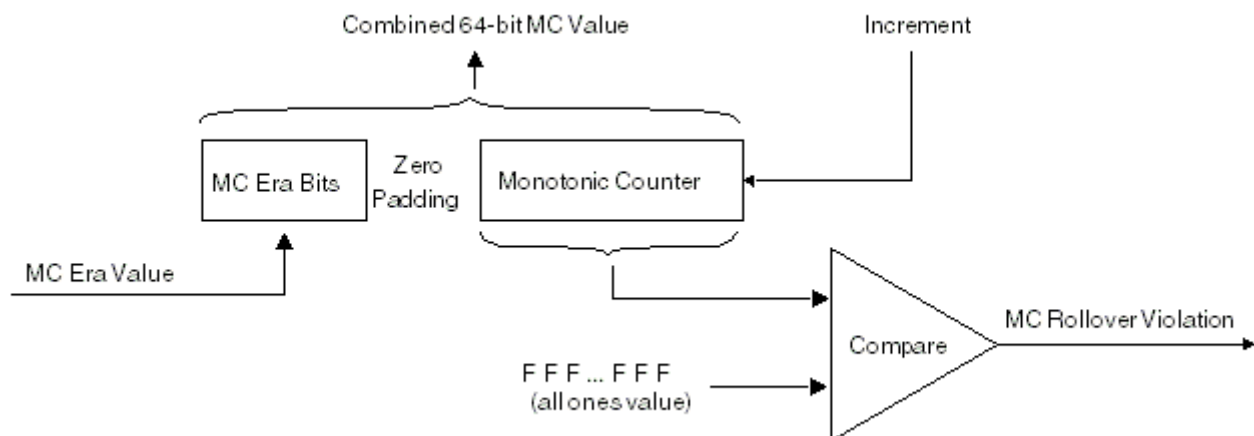 Combined 64-bit MC Value
Increment
MC Era Bits
Zero
Padding
Monotonic Counter
MC Era Value
MC Rollover Violation
Compare
F F F ... F F F
(all ones value)